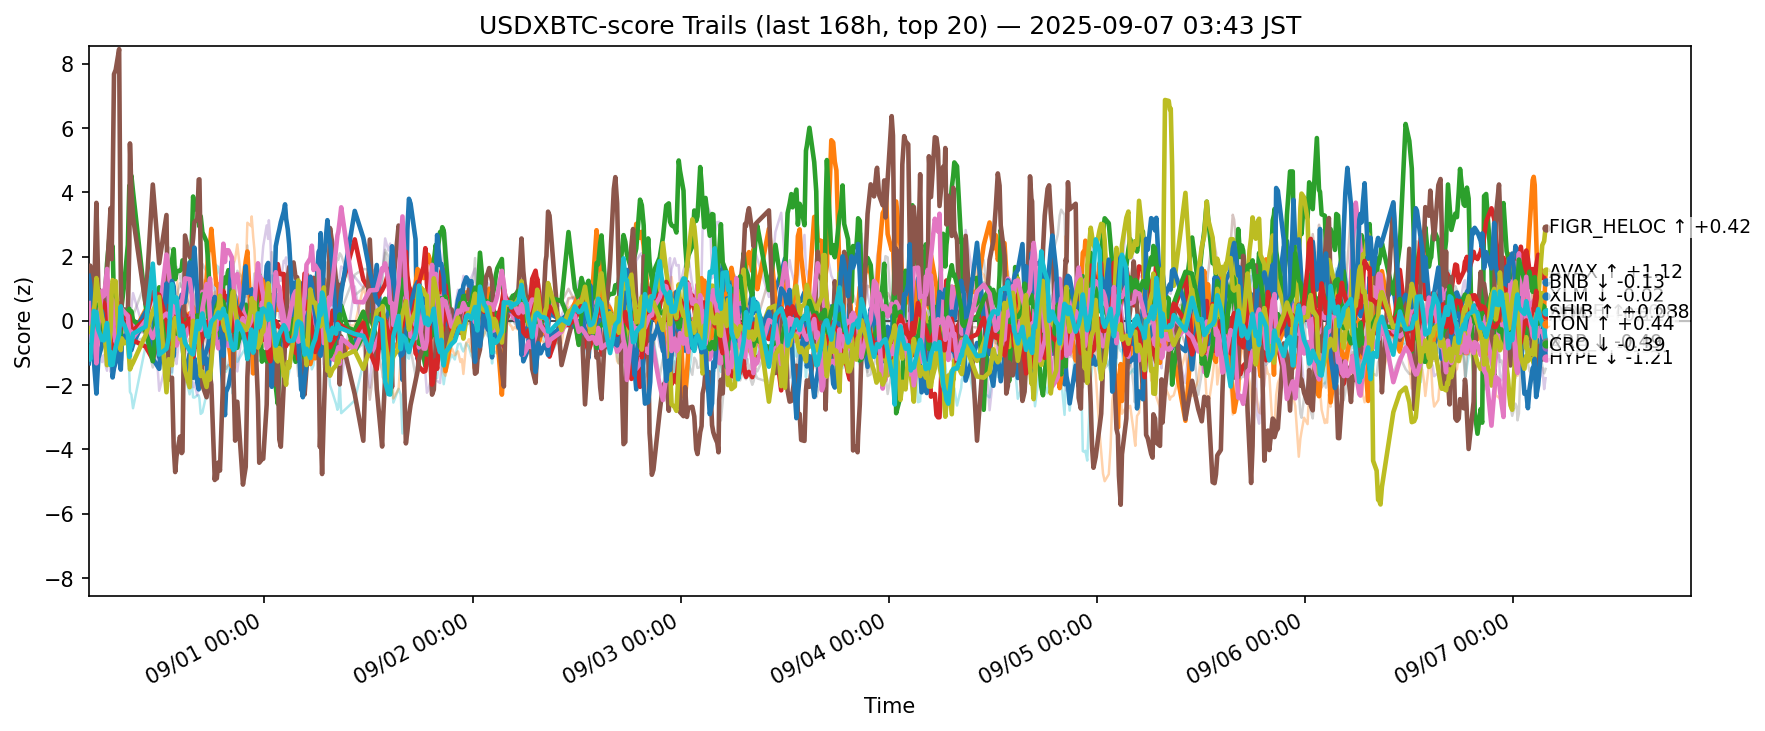 USDXBTC-score Trails (last 168h, top 20) — 2025-09-07 03:43 JST
Score (z)
8
6
4
2
0
−2
−4
−6
−8
FIGR_HELOC ↑ +0.42
AVAX ↑ +1.12
BNB ↓ -0.13
XLM ↓ -0.02
SHIB ↑
TON ↑ +0.44
CRO ↓ -0.39
HYPE ↓ -1.21
09/01 00:00
09/02 00:00
09/03 00:00
09/04 00:00
09/05 00:00
09/06 00:00
09/07 00:00
Time